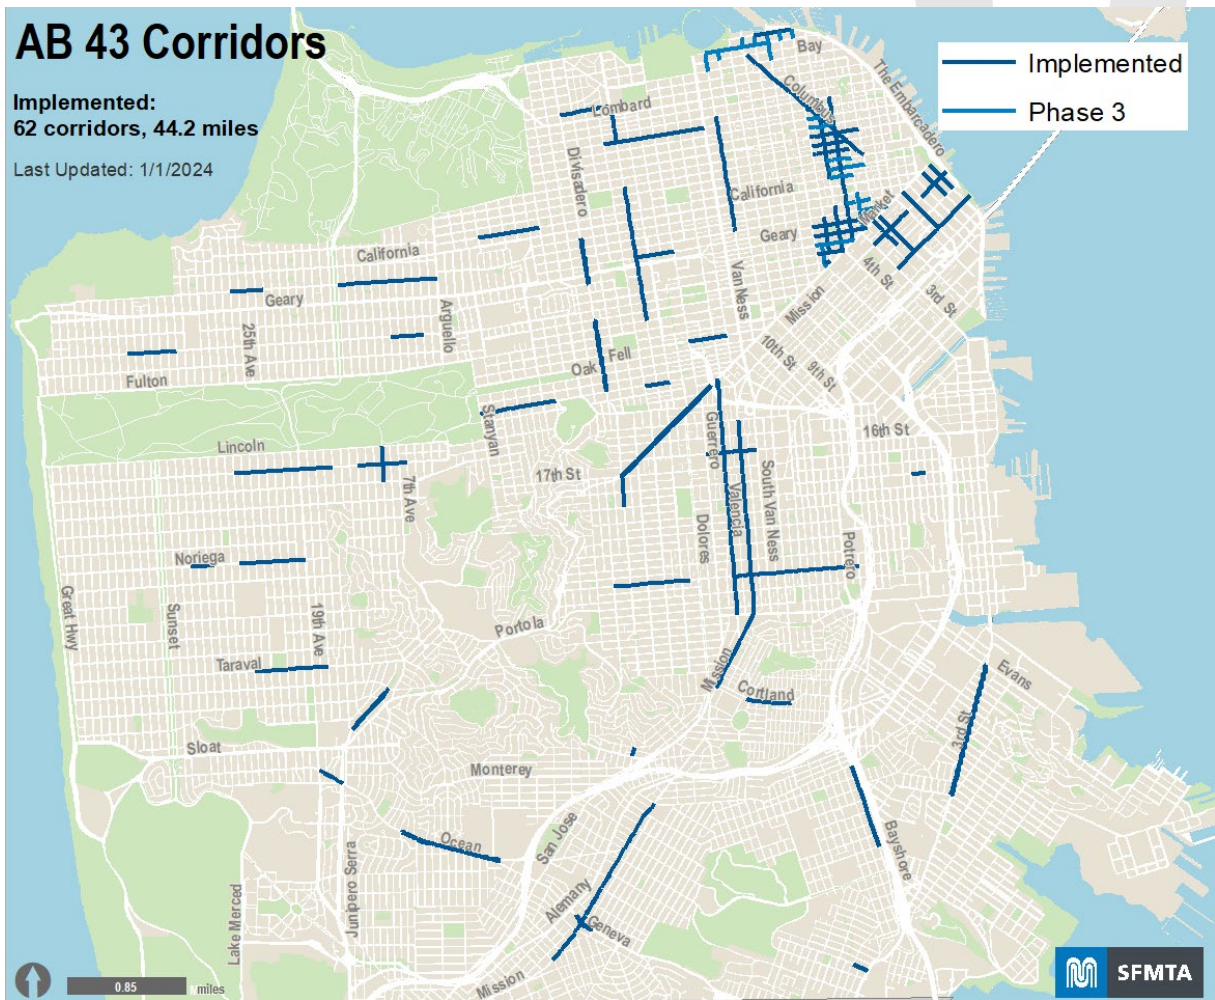 AB 43 Corridors
Implemented:
62 corridors, 44.2 miles
Last Updated: 1/1/2024
Implemented
Phase 3
Bay
The Embarcadero
Columbus
Lombard
Divisadero
California
Market
Geary
California
Van Ness
4th St
3rd St
Mission
Geary
Arguello
25th Ave
10th St
9th St
Fell
Oak
Fulton
Stanyan
Guerrero
16th St
Lincoln
17th St
7th Ave
South Van Ness
Valencia
Dolores
Potrero
Noriega
Great Hwy
Sunset
19th Ave
Portola
Taraval
Mission
Cortland
Evans
3rd St
Sloat
Monterey
Ocean
San Jose
Bayshore
Junipero Serra
Lake Merced
Alemany
Geneva
Mission
0.85
miles
SFMTA